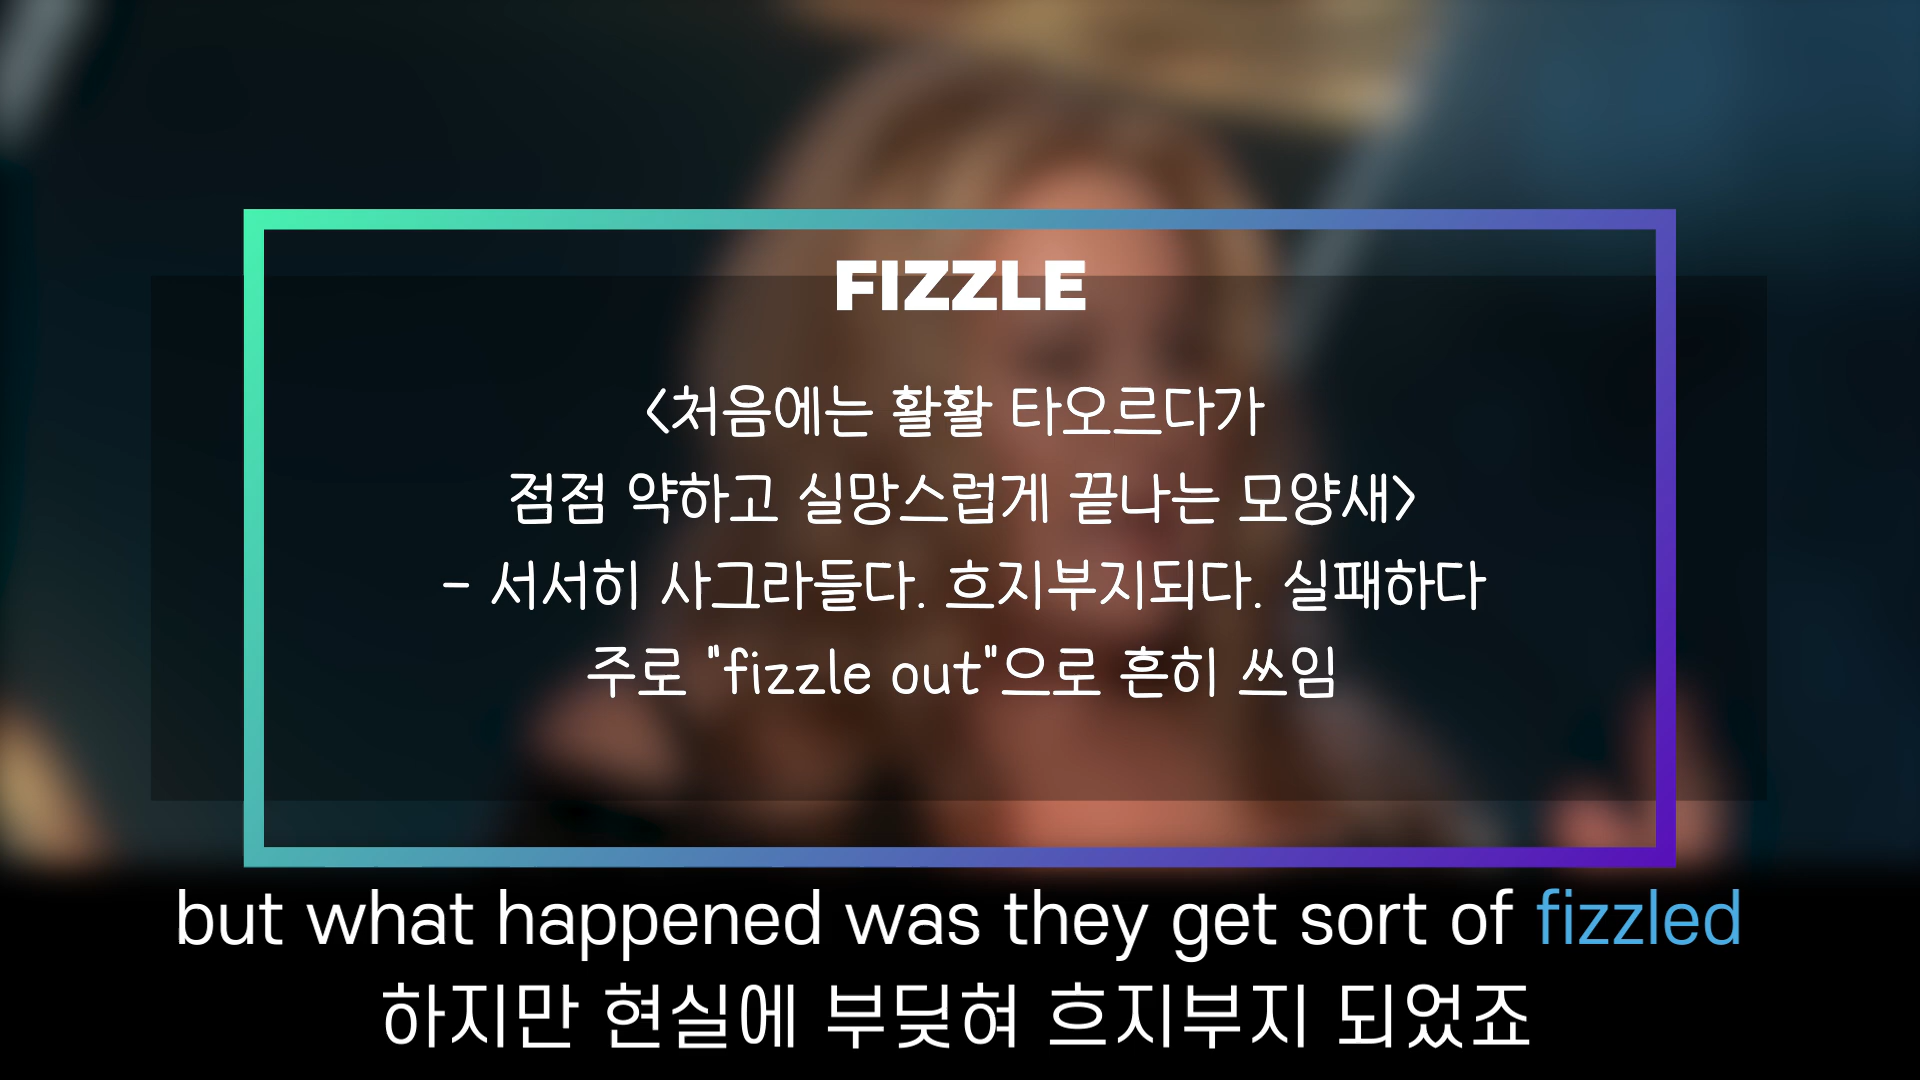 FIZZLE
<처음에는 활활 타오르다가
점점 약하고 실망스럽게 끝나는 모양새>
- 서서히 사그라들다. 흐지부지되다. 실패하다
주로 "fizzle out"으로 흔히 쓰임
but what happened was they get sort of fizzled
하지만 현실에 부딪혀 흐지부지 되었죠